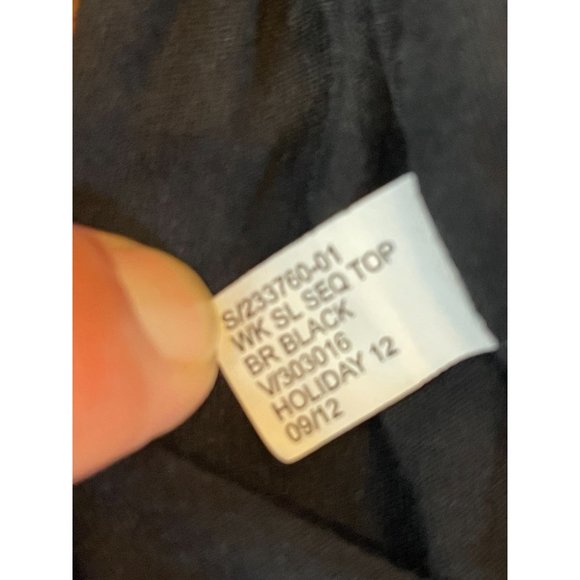 S/233760-01
WK SL SEQ TOP
BR BLACK
V/303016
HOLIDAY 12
09/12